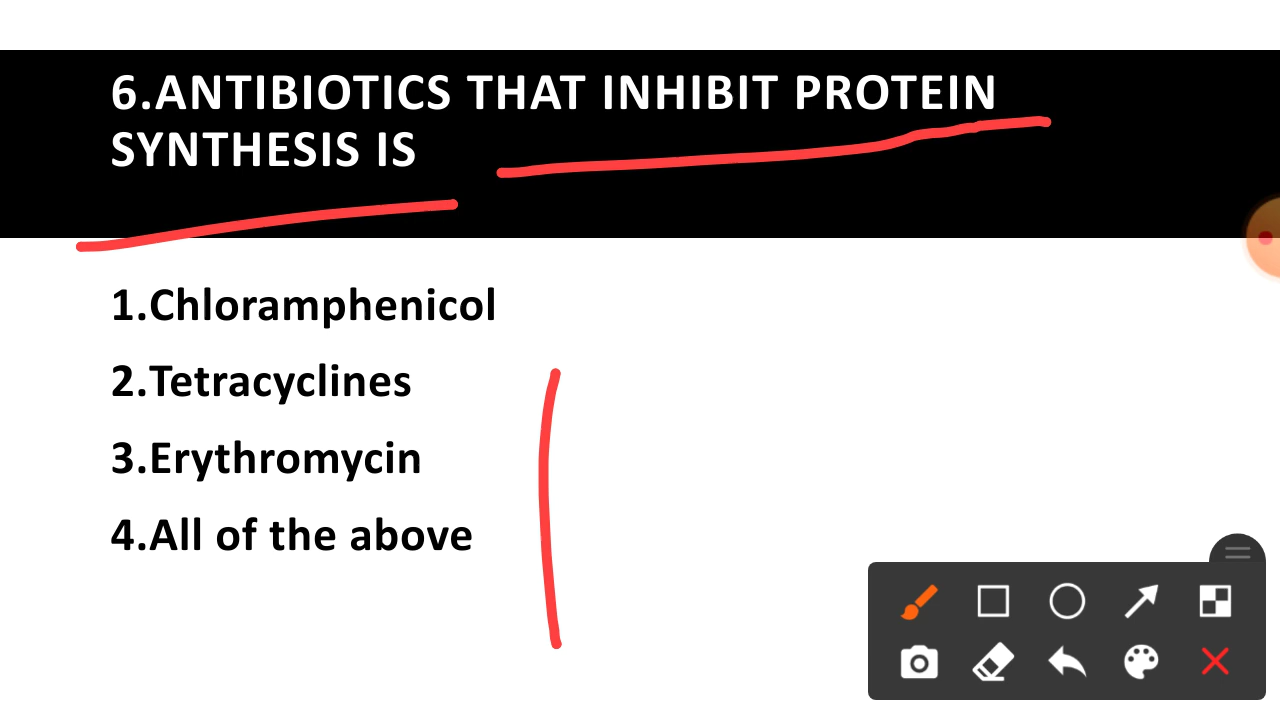 6.ANTIBIOTICS THAT INHIBIT PROTEIN
SYNTHESIS IS
1.Chloramphenicol
2.Tetracyclines
3.Erythromycin
4.All of the above